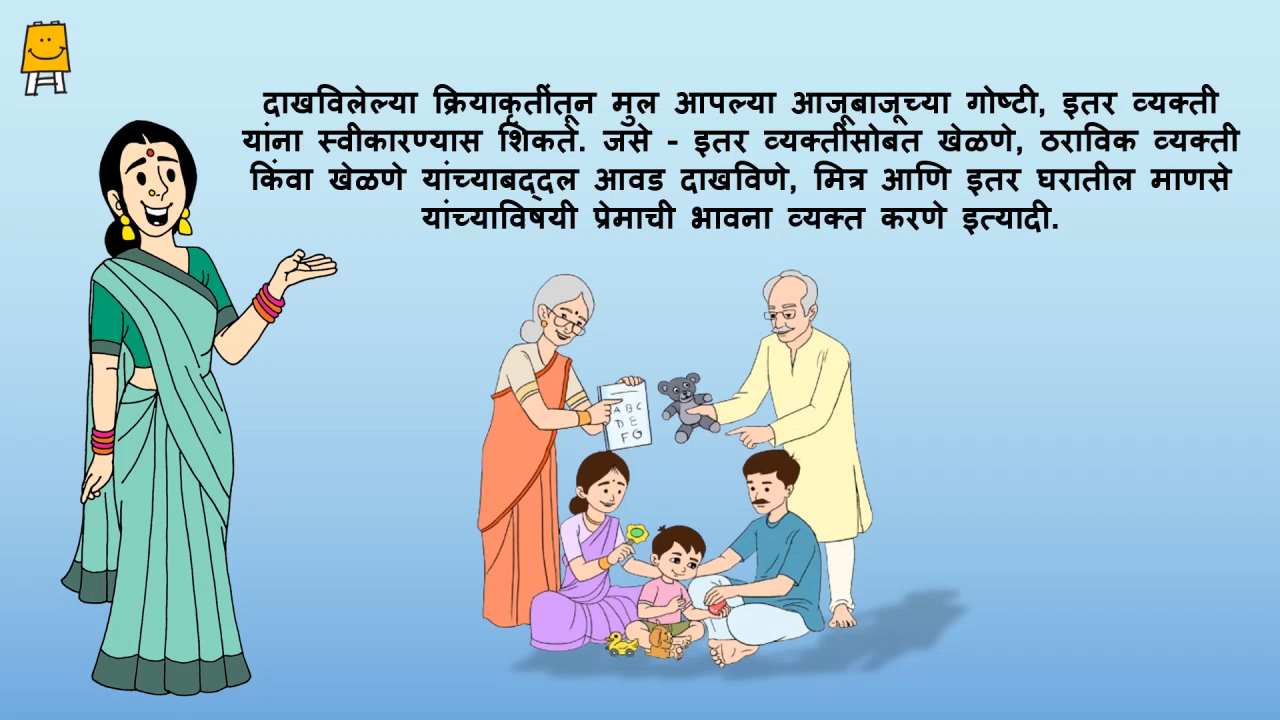 दाखविलेल्या क्रियाकृतींतून मुल आपल्या आजूबाजूच्या गोष्टी, इतर व्यक्ती
यांना स्वीकारण्यास शिकते. जसे - इतर व्यक्तींसोबत खेळणे, ठराविक व्यक्ती
किंवा खेळणे यांच्याबद्दल आवड दाखविणे, मित्र आणि इतर घरातील माणसे
यांच्याविषयी प्रेमाची भावना व्यक्त करणे इत्यादी.
A B C
D E
F G